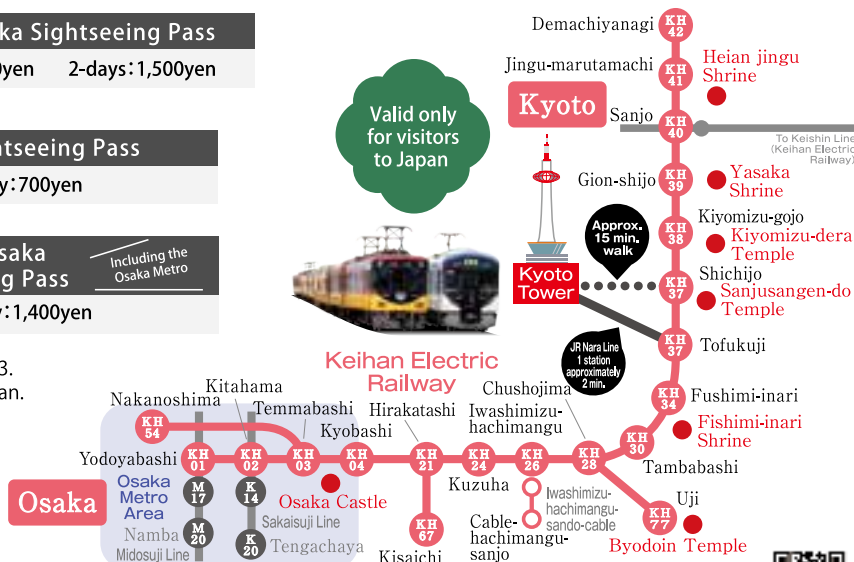 ka Sightseeing Pass
0yen 2-days:1,500yen
ntseeing Pass
y:700yen
saka
g Pass
Including the
Osaka Metro
y:1,400yen
3.
an.
Valid only
for visitors
to Japan
Kyoto
Demachiyanagi
KH
42
Jingu-marutamachi
KH
41
Heian jingu
Shrine
Sanjo
KH
40
To Keishin Line
(Keihan Electric
Railway)
Gion-shijo
KH
39
Yasaka
Shrine
Kiyomizu-gojo
KH
38
Kiyomizu-dera
Temple
Approx.
15 min.
walk
Kyoto
Tower
Shichijo
KH
37
Sanjusangen-do
Temple
KH
37
Tofukuji
JR Nara Line
1 station
approximately
2 min.
KH
34
Fushimi-inari
Fishimi-inari
Shrine
KH
30
Tambabashi
Keihan Electric
Railway
Nakanoshima
KH
54
Kitahama
Temmabashi
Kyobashi
Hirakatashi
Iwashimizu-
hachimangu
Chushojima
Yodoyabashi
KH
01
KH
02
KH
03
KH
04
KH
21
KH
24
KH
26
KH
28
Kuzuha
Osaka
Osaka
Metro
Area
M
17
K
14
Osaka Castle
Sakaisuji Line
Namba
M
20
Midosuji Line
K
20
Tengachaya
KH
67
Kisaichi
Iwashimizu-
hachimangu-
sando-cable
Cable-
hachimangu-
sanjo
Uji
KH
77
Byodoin Temple